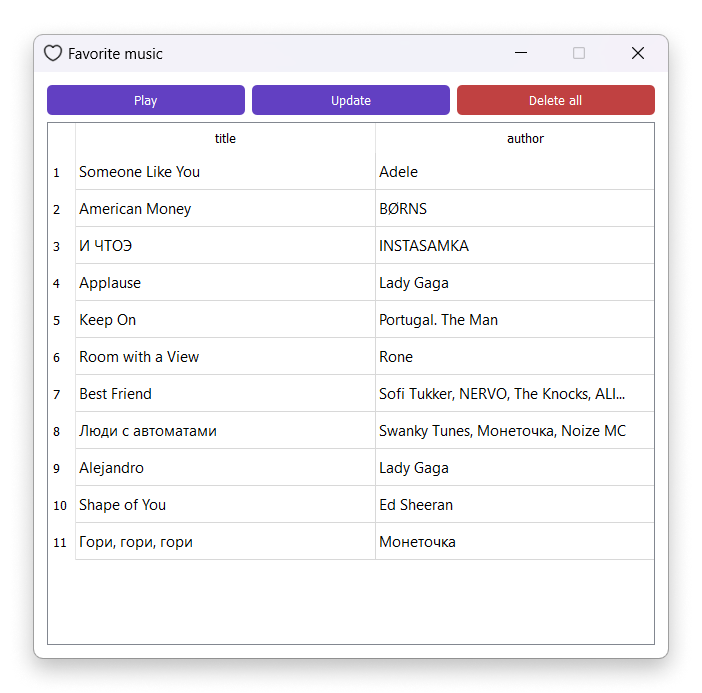 Favorite music
Play Update Delete all
title author
1 Someone Like You Adele
2 American Money BØRNS
3 И ЧТОЭ INSTASAMKA
4 Applause Lady Gaga
5 Keep On Portugal. The Man
6 Room with a View Rone
7 Best Friend Sofi Tukker, NERVO, The Knocks, ALI...
8 Люди с автоматами Swanky Tunes, Монеточка, Noize MC
9 Alejandro Lady Gaga
10 Shape of You Ed Sheeran
11 Гори, гори, гори Монеточка